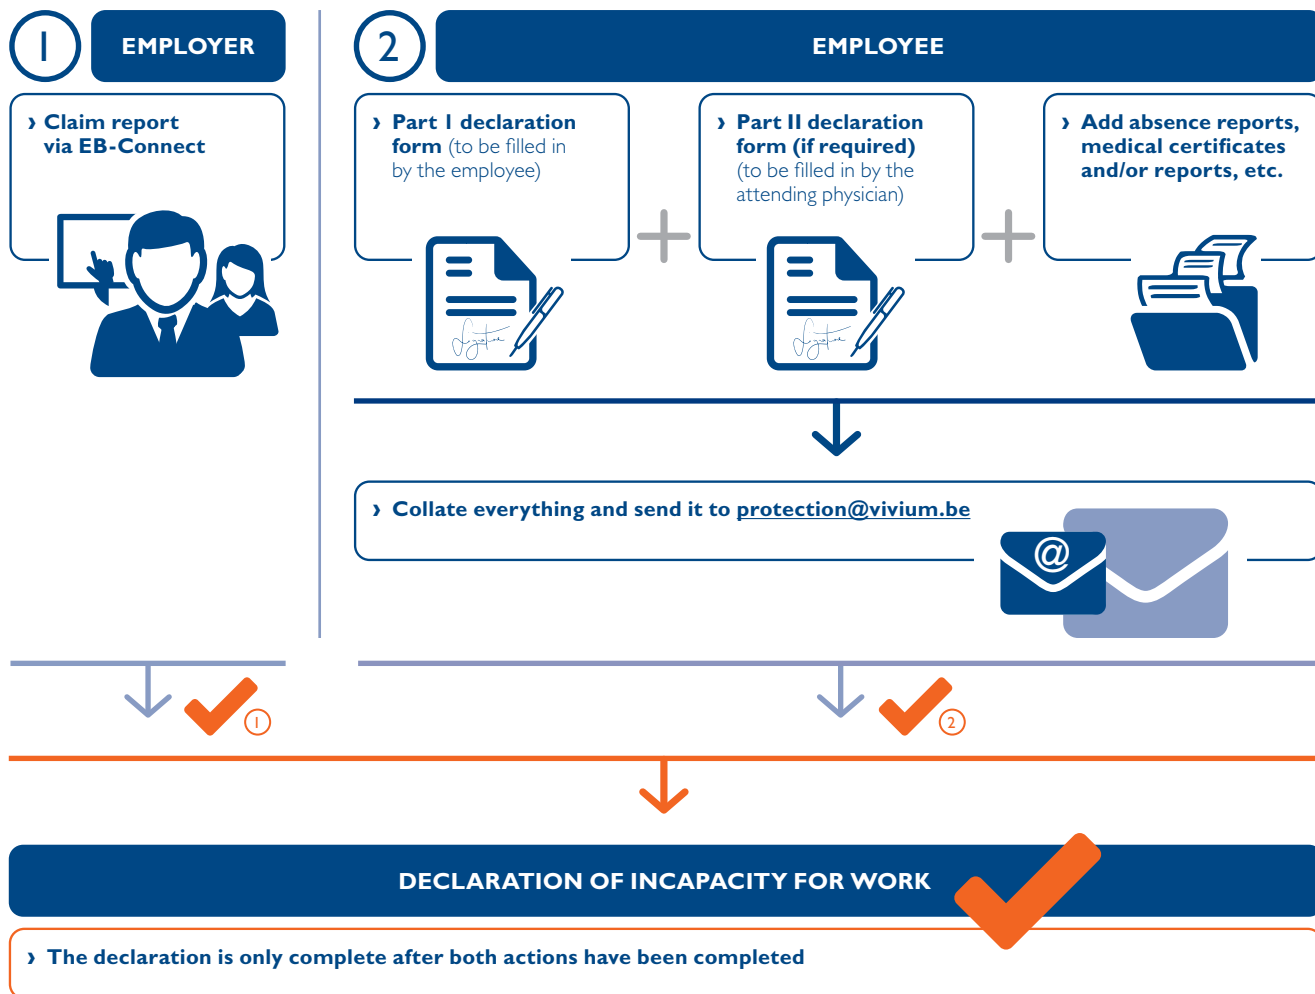 1
EMPLOYER
› Claim report
via EB-Connect
2
EMPLOYEE
› Part I declaration
form (to be filled in
by the employee)
› Part II declaration
form (if required)
(to be filled in by the
attending physician)
› Add absence reports,
medical certificates
and/or reports, etc.
Signature
Signature
› Collate everything and send it to protection@vivium.be
@
1
2
DECLARATION OF INCAPACITY FOR WORK
› The declaration is only complete after both actions have been completed